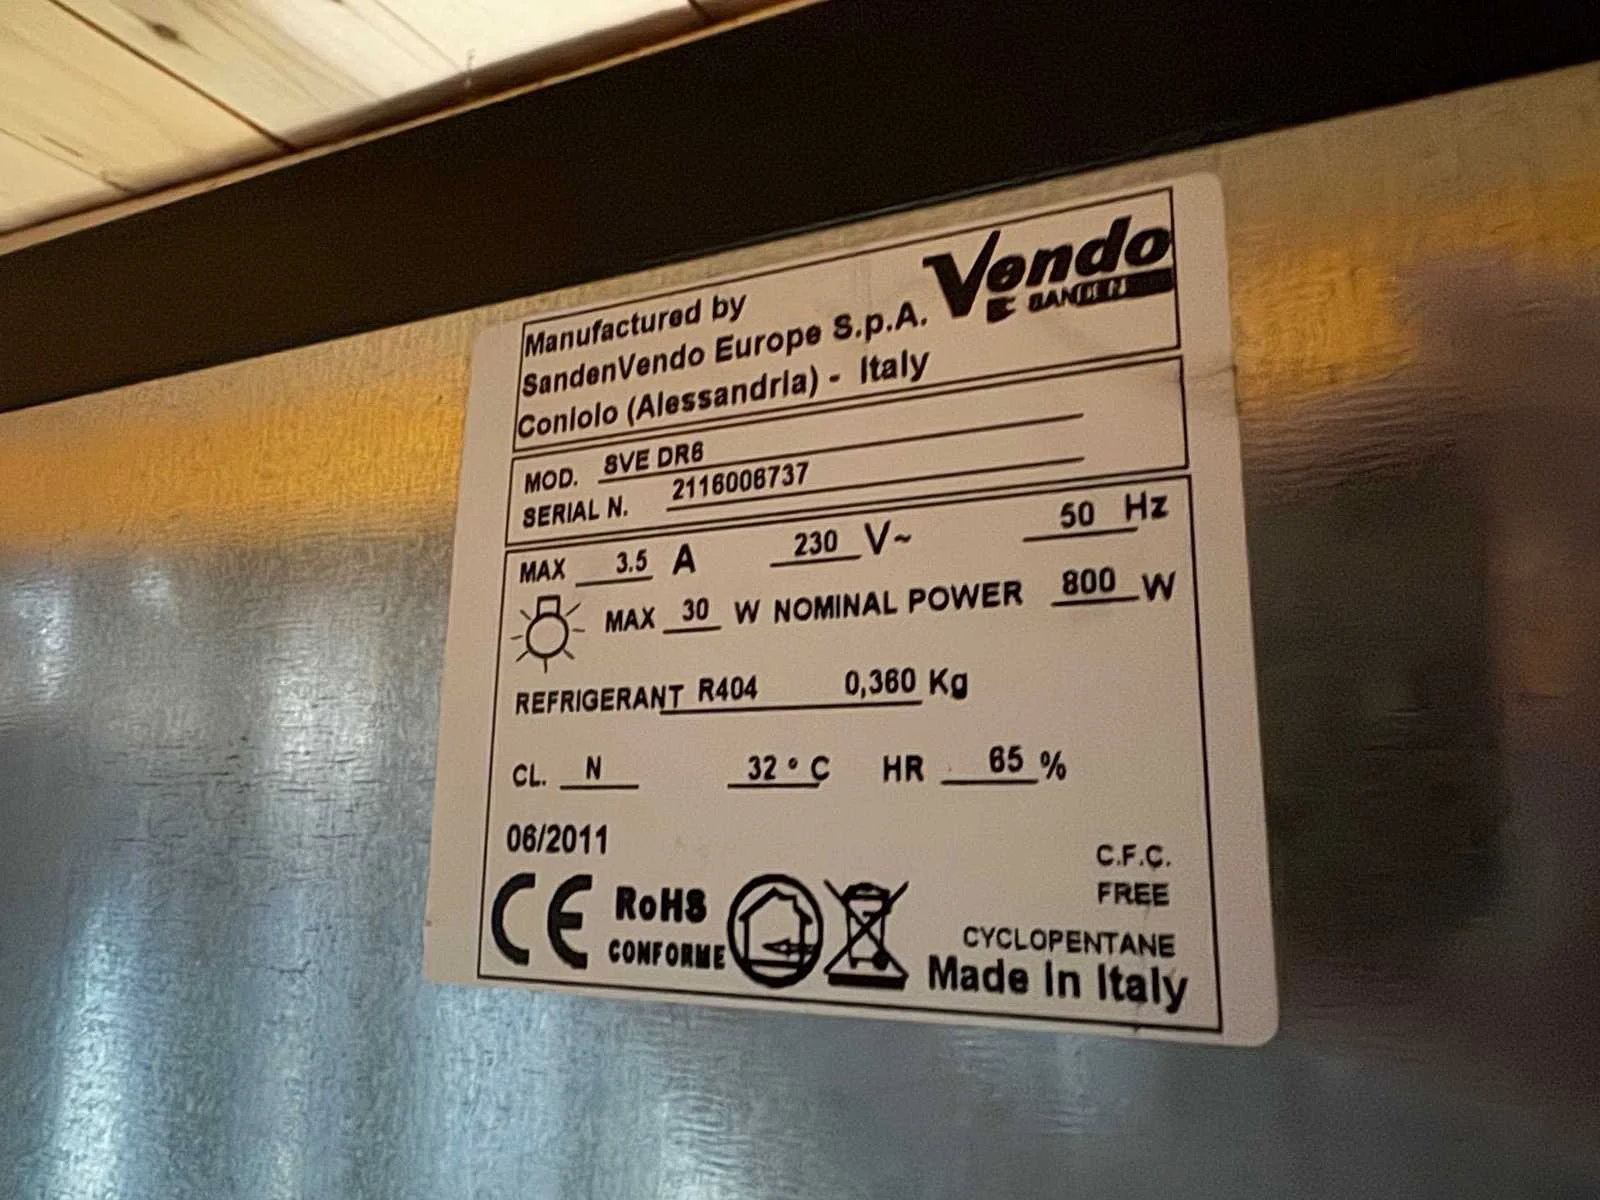 Manufactured by
SandenVendo Europe S.p.A.
Coniolo (Alessandria) - Italy
Vendo
SANDEN
MOD. SVE DR6
SERIAL N. 2116006737
MAX 3.5 A 230 V~ 50 Hz
MAX 30 W NOMINAL POWER 800 W
REFRIGERANT R404 0,360 Kg
CL. N 32 ° C HR 65 %
06/2011
C.F.C.
FREE
CE RoHS
CONFORME
CYCLOPENTANE
Made in Italy